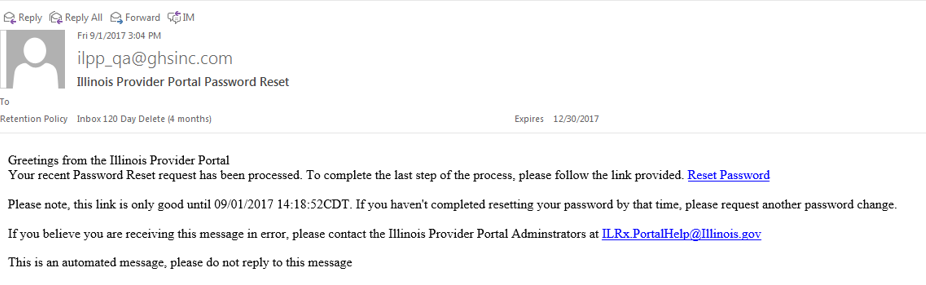 Reply Reply All Forward IM
Fri 9/1/2017 3:04 PM
ilpp_qa@ghsinc.com
Illinois Provider Portal Password Reset
To
Retention Policy Inbox 120 Day Delete (4 months) Expires 12/30/2017
Greetings from the Illinois Provider Portal
Your recent Password Reset request has been processed. To complete the last step of the process, please follow the link provided. Reset Password
Please note, this link is only good until 09/01/2017 14:18:52CDT. If you haven't completed resetting your password by that time, please request another password change.
If you believe you are receiving this message in error, please contact the Illinois Provider Portal Adminstrators at ILRx.PortalHelp@Illinois.gov
This is an automated message, please do not reply to this message